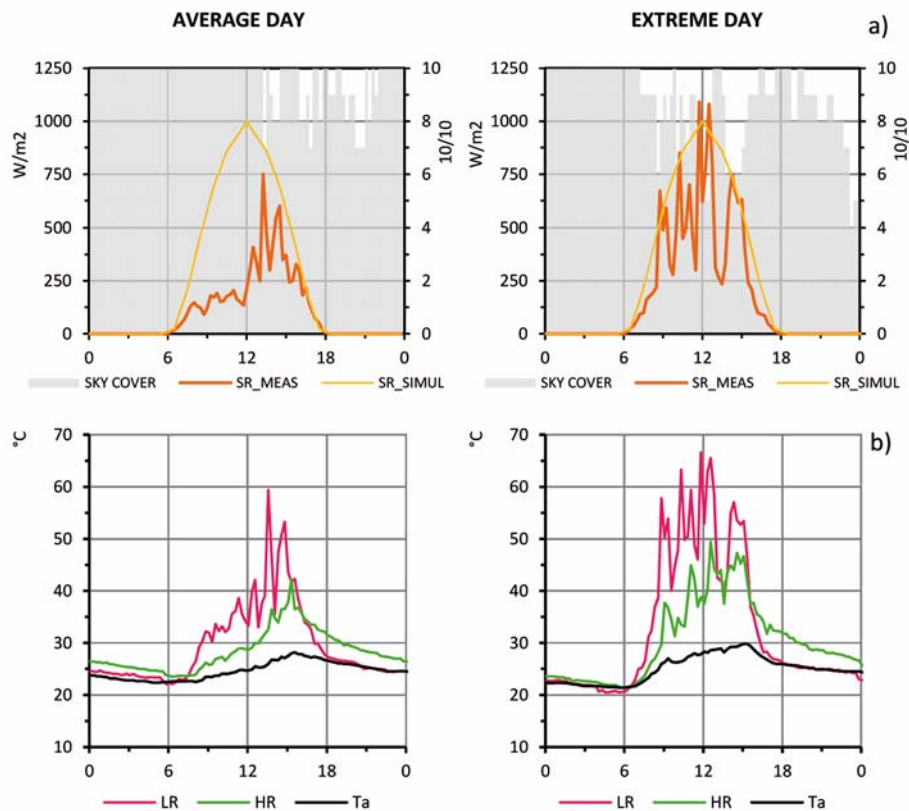 AVERAGE DAY
EXTREME DAY
a)
W/m2
1250
1000
750
500
250
0
10
8
6
4
2
0
10/10
0 6 12 18 0
SKY COVER SR_MEAS SR_SIMUL
W/m2
1250
1000
750
500
250
0
10
8
6
4
2
0
10/10
0 6 12 18 0
SKY COVER SR_MEAS SR_SIMUL
°C
70
60
50
40
30
20
10
0 6 12 18 0
LR HR Ta
°C
b)
70
60
50
40
30
20
10
0 6 12 18 0
LR HR Ta